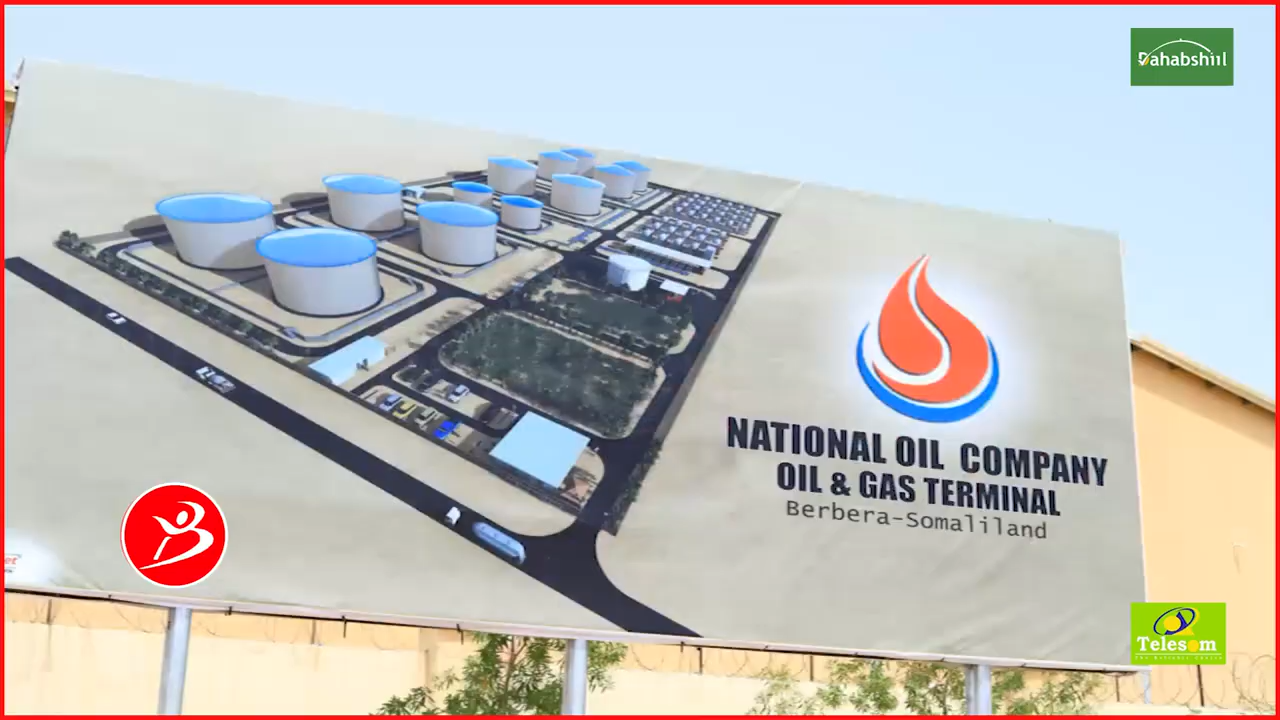 Dahabshiil
NATIONAL OIL COMPANY
OIL & GAS TERMINAL
Berbera-Somaliland
Telesom